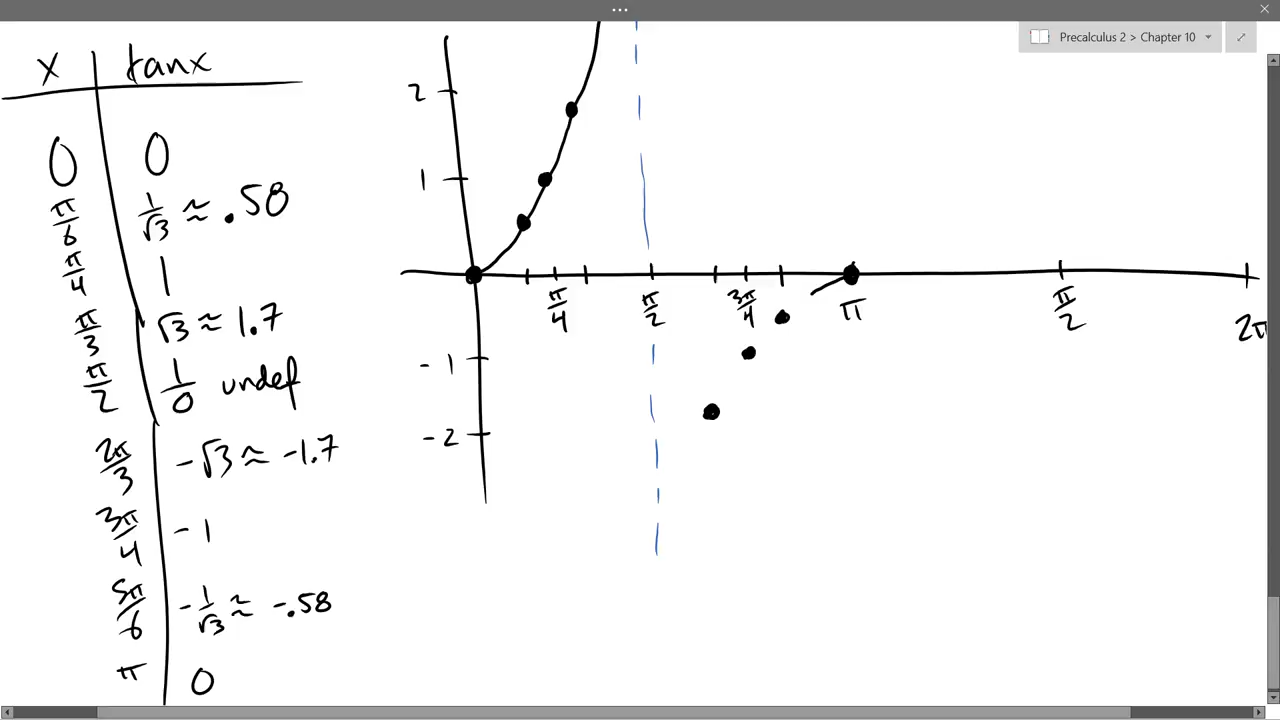 Precalculus 2 > Chapter 10
x tanx
0 0
π/6 1/√3 ≈ .58
π/4 1
π/3 √3 ≈ 1.7
π/2 1/0 undef
2π/3 -√3 ≈ -1.7
3π/4 -1
5π/6 -1/√3 ≈ -.58
π 0
2
1
-1
-2
π/4 π/2 3π/4 π π/2 2π